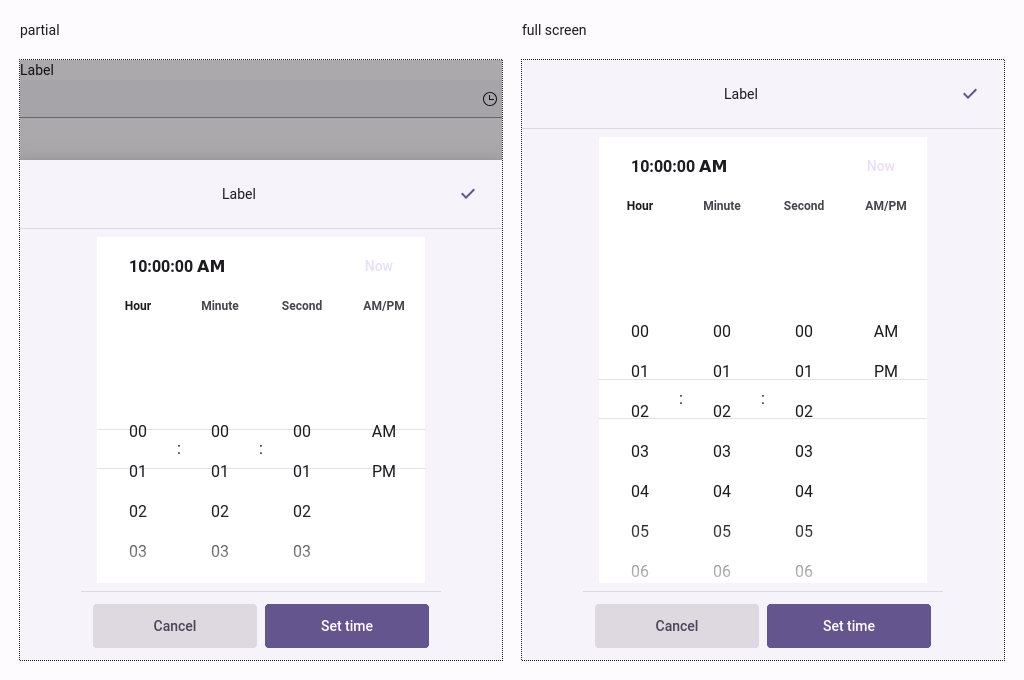 partial
full screen
Label
Label
10:00:00 AM Now
Hour Minute Second AM/PM
00 00 00 AM
: :
01 01 01 PM
02 02 02
03 03 03
Cancel Set time
Label
10:00:00 AM Now
Hour Minute Second AM/PM
00 00 00 AM
01 01 01 PM
: :
02 02 02
03 03 03
04 04 04
05 05 05
06 06 06
Cancel Set time